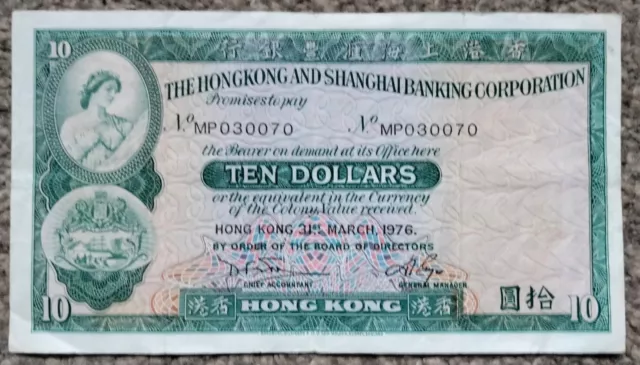 香港上海滙豐銀行
10
THE HONGKONG AND SHANGHAI BANKING CORPORATION
Promises to pay
No MP030070 No MP030070
the Bearer on demand at its Office here
TEN DOLLARS
or the equivalent in the Currency
of the Colony Value received.
HONG KONG 31ST MARCH, 1976.
BY ORDER OF THE BOARD OF DIRECTORS
CHIEF ACCOUNTANT GENERAL MANAGER
10 香港 HONG KONG 香港 拾圓 10